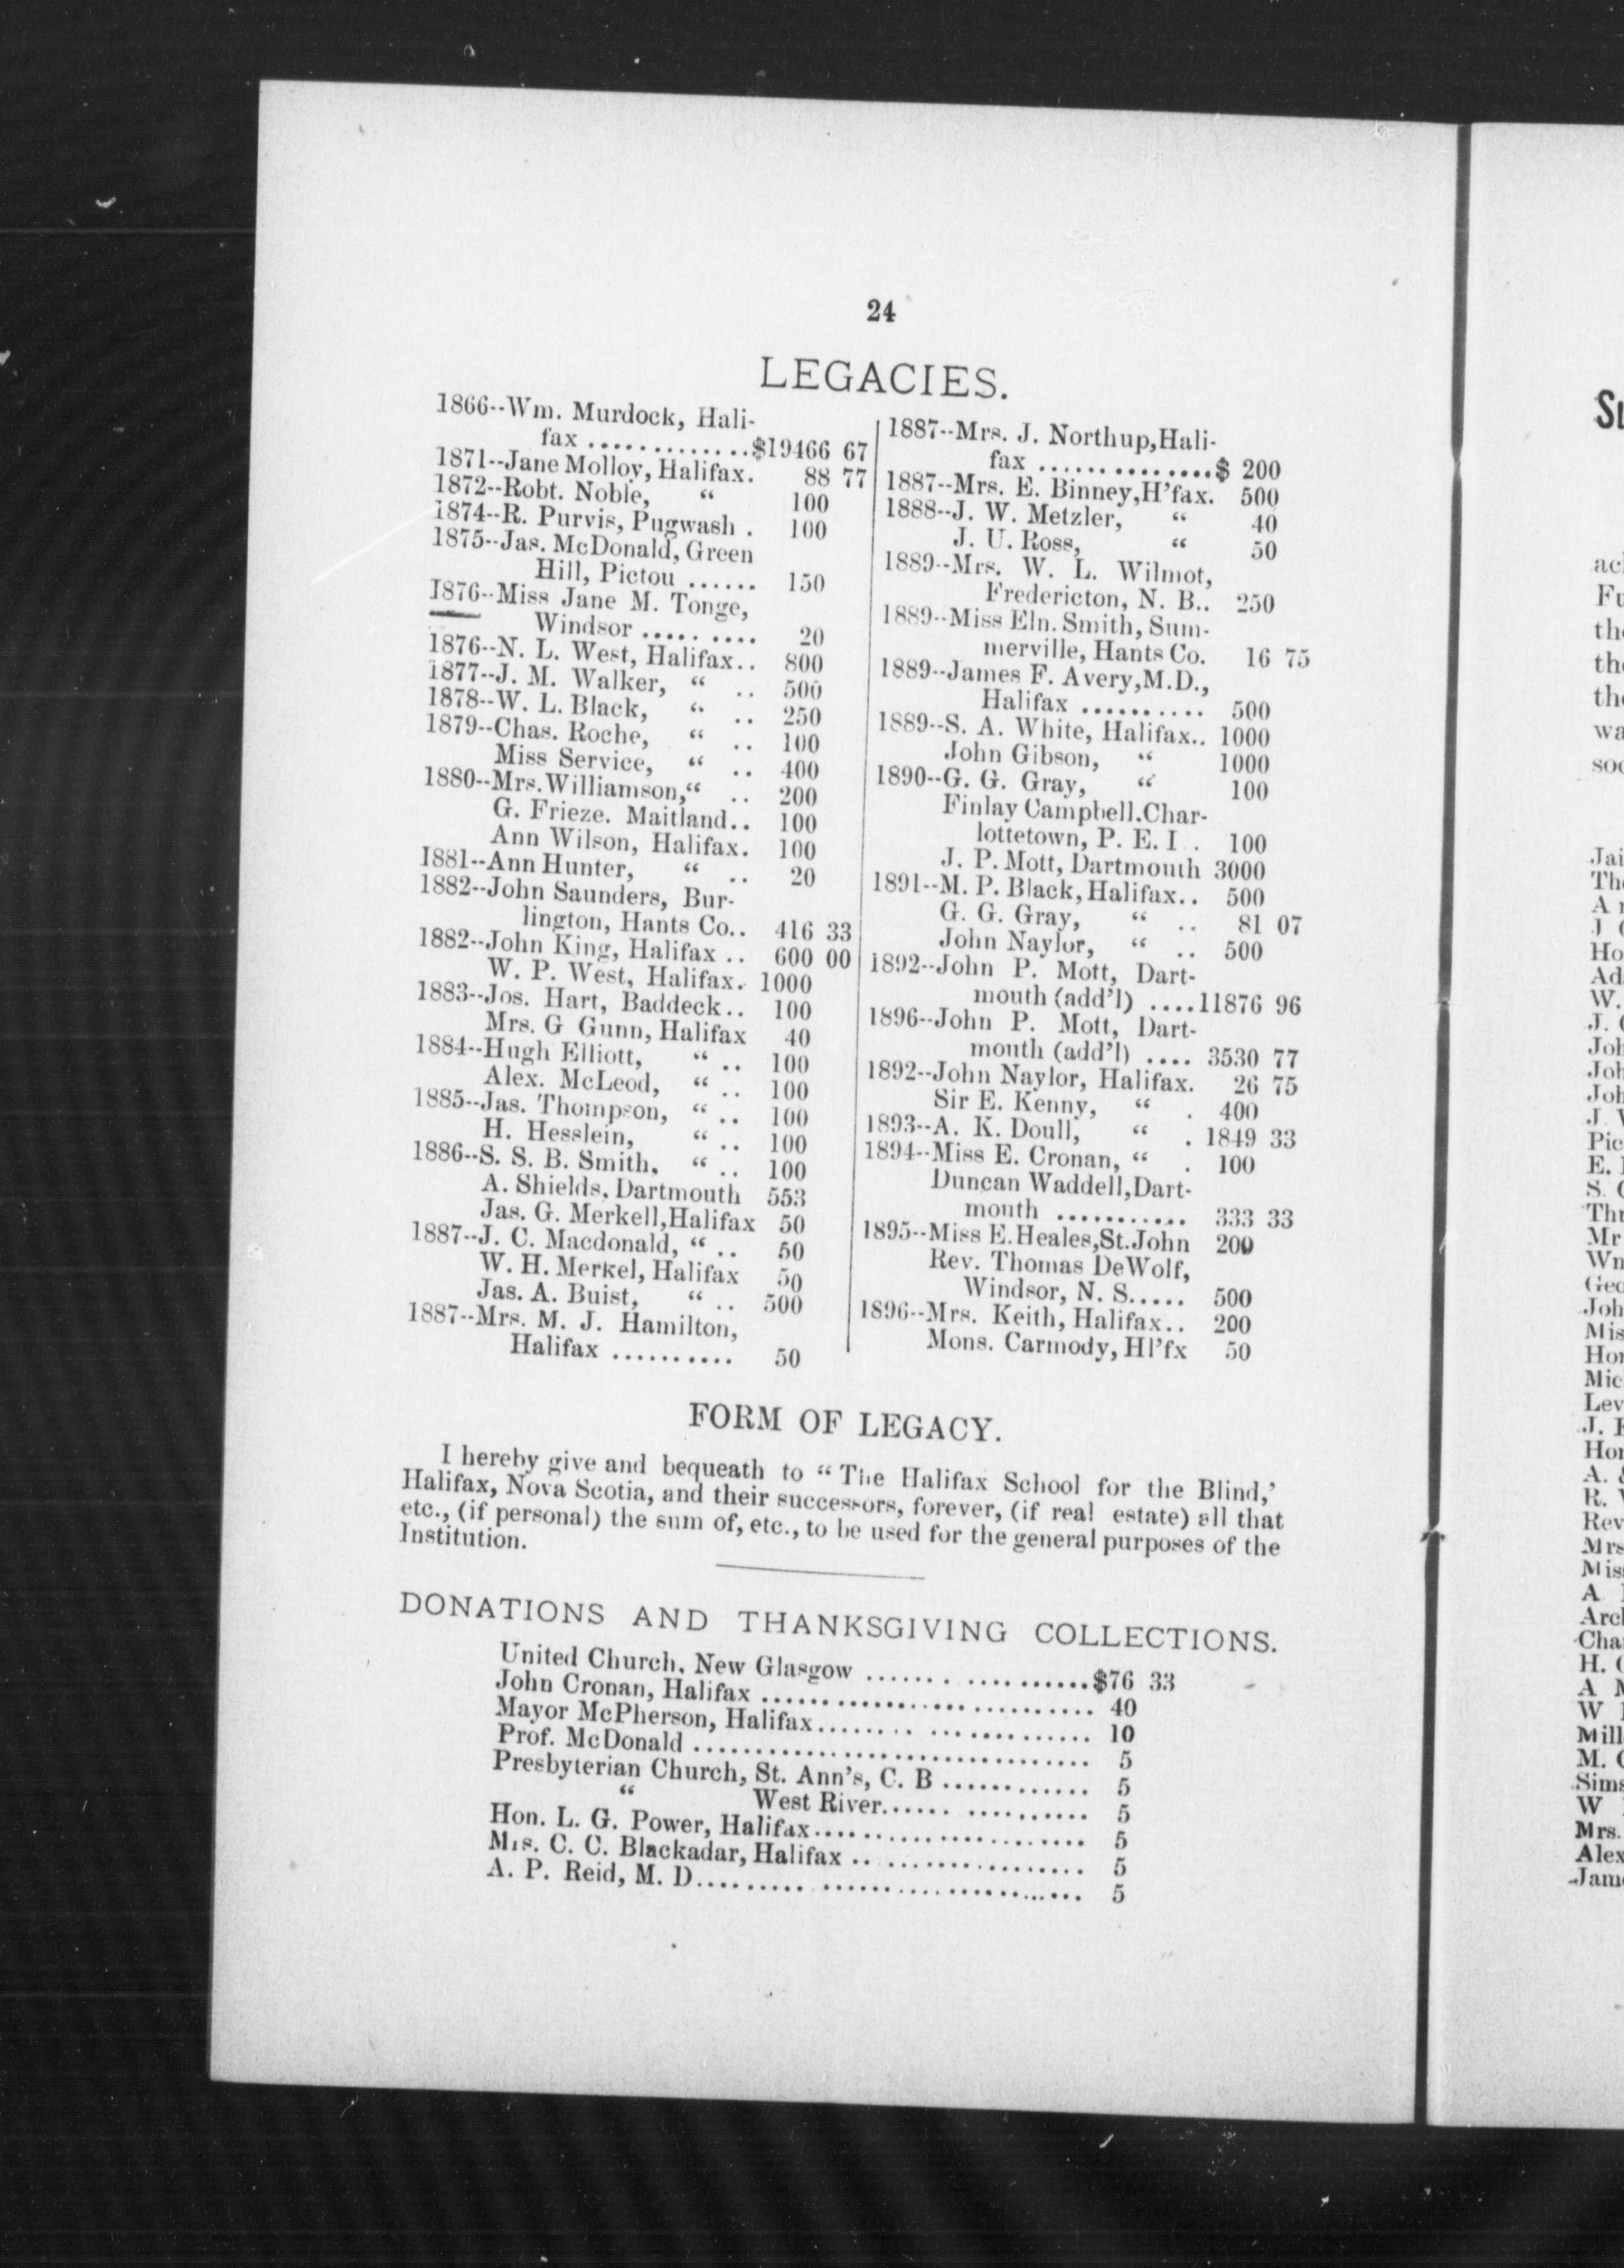 24
LEGACIES.
1866--Wm. Murdock, Hali-
fax .............$19466 67
1871--Jane Molloy, Halifax. 88 77
1872--Robt. Noble, “ 100
1874--R. Purvis, Pugwash . 100
1875--Jas. McDonald, Green
Hill, Pictou ...... 150
1876--Miss Jane M. Tonge,
Windsor ......... 20
1876--N. L. West, Halifax.. 800
1877--J. M. Walker, “ .. 500
1878--W. L. Black, “ .. 250
1879--Chas. Roche, “ .. 100
Miss Service, “ .. 400
1880--Mrs. Williamson,“ .. 200
G. Frieze. Maitland.. 100
Ann Wilson, Halifax. 100
1881--Ann Hunter, “ .. 20
1882--John Saunders, Bur-
lington, Hants Co.. 416 33
1882--John King, Halifax .. 600 00
W. P. West, Halifax. 1000
1883--Jos. Hart, Baddeck.. 100
Mrs. G Gunn, Halifax 40
1884--Hugh Elliott, “ .. 100
Alex. McLeod, “ .. 100
1885--Jas. Thompson, “ .. 100
H. Hesslein, “ .. 100
1886--S. S. B. Smith, “ .. 100
A. Shields, Dartmouth 553
Jas. G. Merkell,Halifax 50
1887--J. C. Macdonald, “ .. 50
W. H. Merkel, Halifax 50
Jas. A. Buist, “ .. 500
1887--Mrs. M. J. Hamilton,
Halifax .......... 50
1887--Mrs. J. Northup,Hali-
fax ..............$ 200
1887--Mrs. E. Binney,H’fax. 500
1888--J. W. Metzler, “ 40
J. U. Ross, “ 50
1889--Mrs. W. L. Wilmot,
Fredericton, N. B.. 250
1889--Miss Eln. Smith, Sum-
merville, Hants Co. 16 75
1889--James F. Avery,M.D.,
Halifax .......... 500
1889--S. A. White, Halifax.. 1000
John Gibson, “ 1000
1890--G. G. Gray, “ 100
Finlay Campbell.Char-
lottetown, P. E. I . . 100
J. P. Mott, Dartmouth 3000
1891--M. P. Black, Halifax.. 500
G. G. Gray, “ .. 81 07
John Naylor, “ .. 500
1892--John P. Mott, Dart-
mouth (add’l) ....11876 96
1896--John P. Mott, Dart-
mouth (add’l) .... 3530 77
1892--John Naylor, Halifax. 26 75
Sir E. Kenny, “ . 400
1893--A. K. Doull, “ . 1849 33
1894--Miss E. Cronan, “ . 100
Duncan Waddell,Dart-
mouth ........... 333 33
1895--Miss E. Heales,St.John 200
Rev. Thomas DeWolf,
Windsor, N. S..... 500
1896--Mrs. Keith, Halifax.. 200
Mons. Carmody, Hl’fx 50
FORM OF LEGACY.
I hereby give and bequeath to “ The Halifax School for the Blind,’
Halifax, Nova Scotia, and their successors, forever, (if real estate) all that
etc., (if personal) the sum of, etc., to be used for the general purposes of the
Institution.
DONATIONS AND THANKSGIVING COLLECTIONS.
United Church, New Glasgow ....................$76 33
John Cronan, Halifax .............................. 40
Mayor McPherson, Halifax........................ 10
Prof. McDonald ................................. 5
Presbyterian Church, St. Ann’s, C. B ............ 5
“ West River................ 5
Hon. L. G. Power, Halifax........................ 5
Mrs. C. C. Blackadar, Halifax .................... 5
A. P. Reid, M. D................................ 5